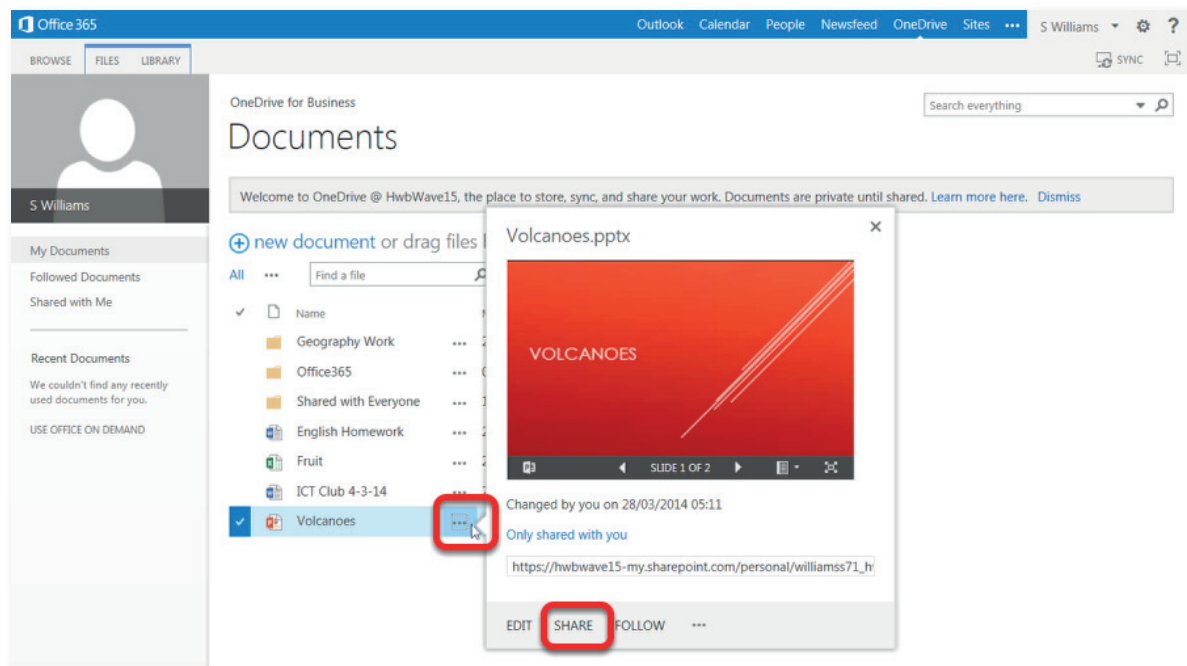 Office 365
Outlook Calendar People Newsfeed OneDrive Sites ••• S Williams ?
BROWSE FILES LIBRARY
SYNC
S Williams
My Documents
Followed Documents
Shared with Me
Recent Documents
We couldn't find any recently
used documents for you.
USE OFFICE ON DEMAND
OneDrive for Business
Search everything
Documents
Welcome to OneDrive @ HwbWave15, the place to store, sync, and share your work. Documents are private until shared. Learn more here. Dismiss
new document or drag files
All ••• Find a file
Name
Geography Work •••
Office365 •••
Shared with Everyone •••
English Homework •••
Fruit •••
ICT Club 4-3-14 •••
Volcanoes •••
Volcanoes.pptx
VOLCANOES
SLIDE 1 OF 2
Changed by you on 28/03/2014 05:11
Only shared with you
https://hwbwave15-my.sharepoint.com/personal/williamss71_h
EDIT SHARE FOLLOW •••